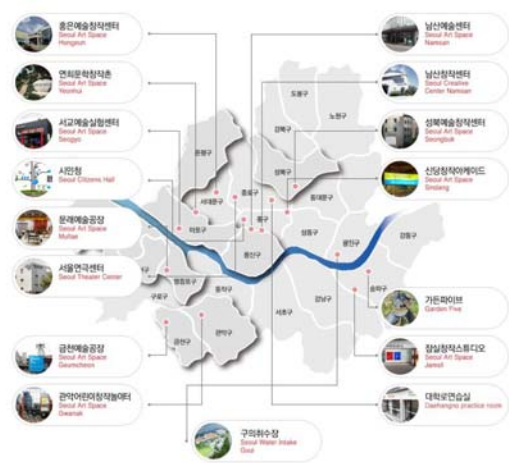 홍은예술창작센터
Seoul Art Space
Hongeun
연희문학창작촌
Seoul Art Space
Yeonhui
서교예술실험센터
Seoul Art Space
Seogyo
시민청
Seoul Citizens Hall
문래예술공장
Seoul Art Space
Mullae
서울연극센터
Seoul Theater Center
금천예술공장
Seoul Art Space
Geumcheon
관악어린이창작놀이터
Seoul Art Space
Gwanak
남산예술센터
Seoul Art Space
Namsan
남산창작센터
Seoul Creative
Center Namsan
성북예술창작센터
Seoul Art Space
Seongbuk
신당창작아케이드
Seoul Art Space
Sindang
가든파이브
Garden Five
잠실창작스튜디오
Seoul Art Space
Jamsil
대학로연습실
Daehangno practice room
구의취수장
Seoul Water Intake
Guui
도봉구
노원구
강북구
은평구
성북구
종로구
서대문구
동대문구
중구
마포구
성동구
광진구
강동구
용산구
영등포구
동작구
구로구
서초구
강남구
송파구
금천구
관악구